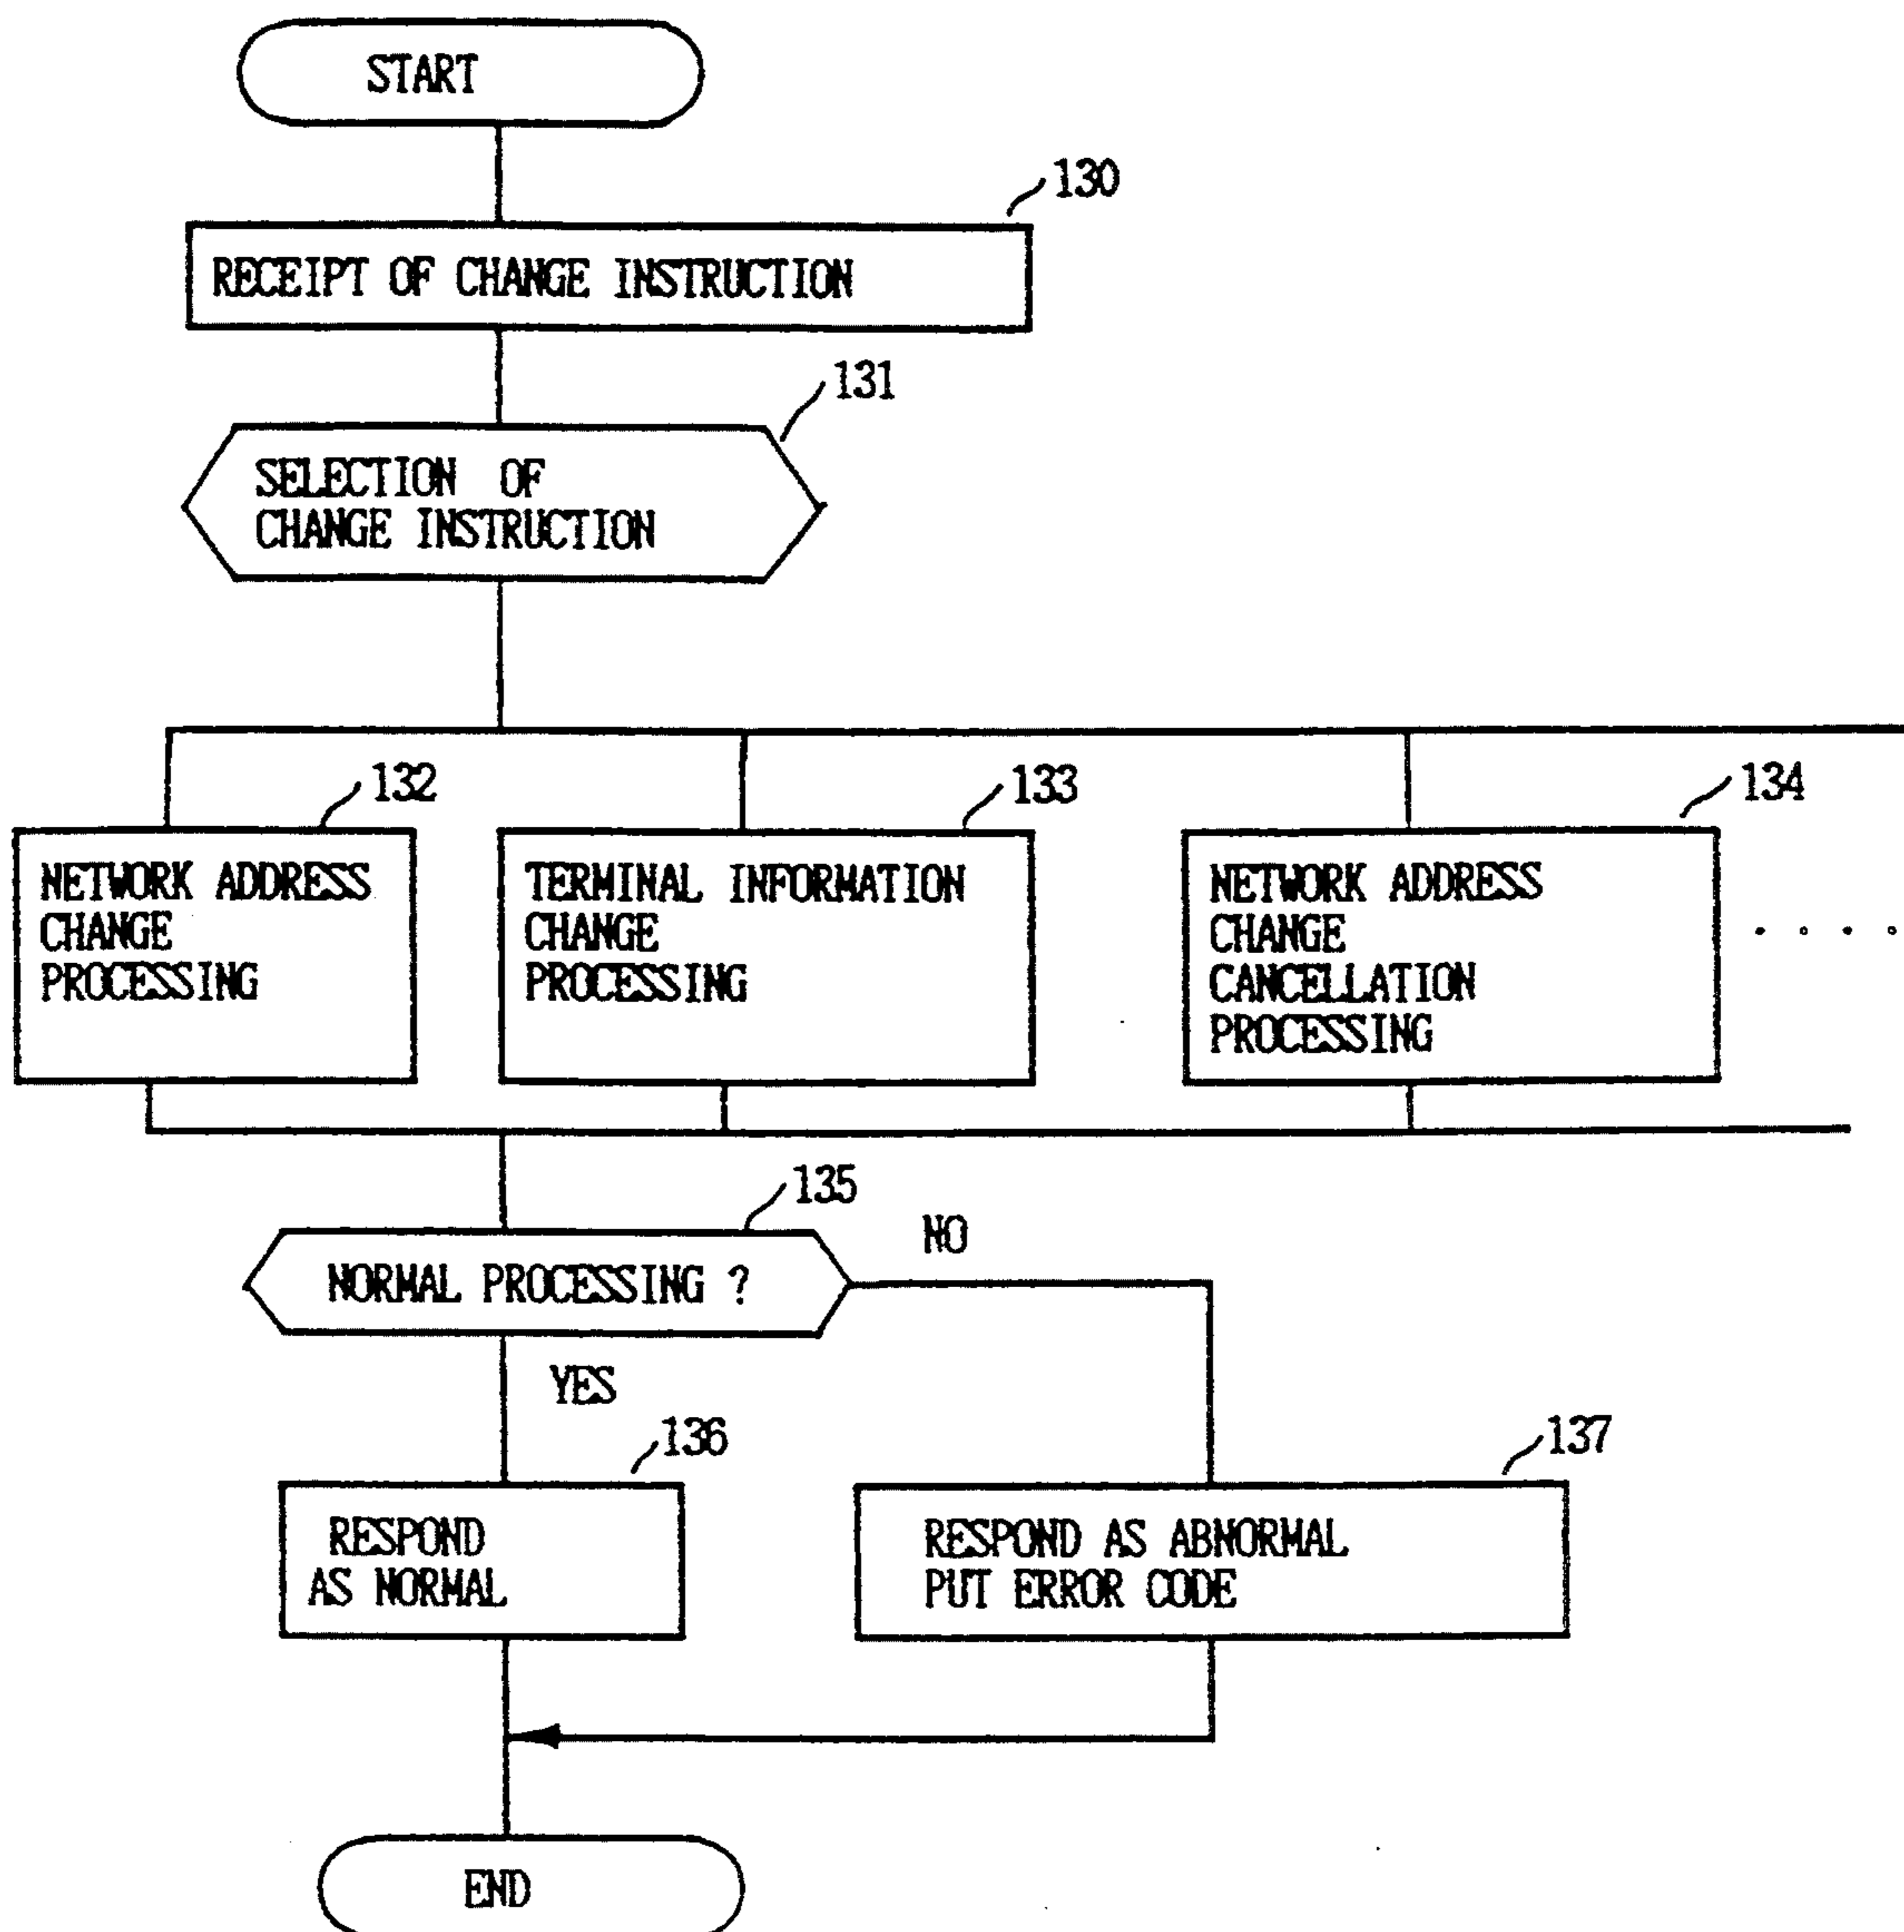 START
130
RECEIPT OF CHANGE INSTRUCTION
131
SELECTION OF
CHANGE INSTRUCTION
132
133
134
NETWORK ADDRESS
CHANGE
PROCESSING
TERMINAL INFORMATION
CHANGE
PROCESSING
NETWORK ADDRESS
CHANGE
CANCELLATION
PROCESSING
. . . .
135
NO
NORMAL PROCESSING ?
YES
136
137
RESPOND
AS NORMAL
RESPOND AS ABNORMAL
PUT ERROR CODE
END